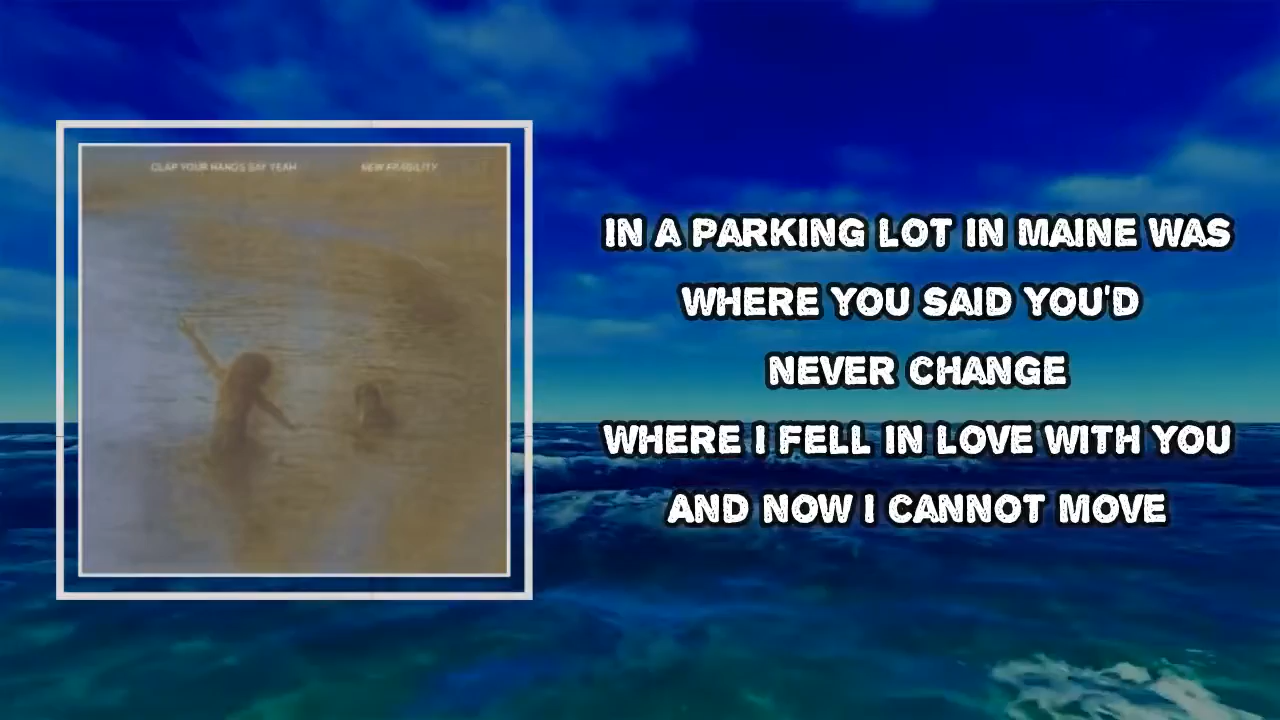 CLAP YOUR HANDS SAY YEAH NEW FRAGILITY
IN A PARKING LOT IN MAINE WAS
WHERE YOU SAID YOU'D
NEVER CHANGE
WHERE I FELL IN LOVE WITH YOU
AND NOW I CANNOT MOVE